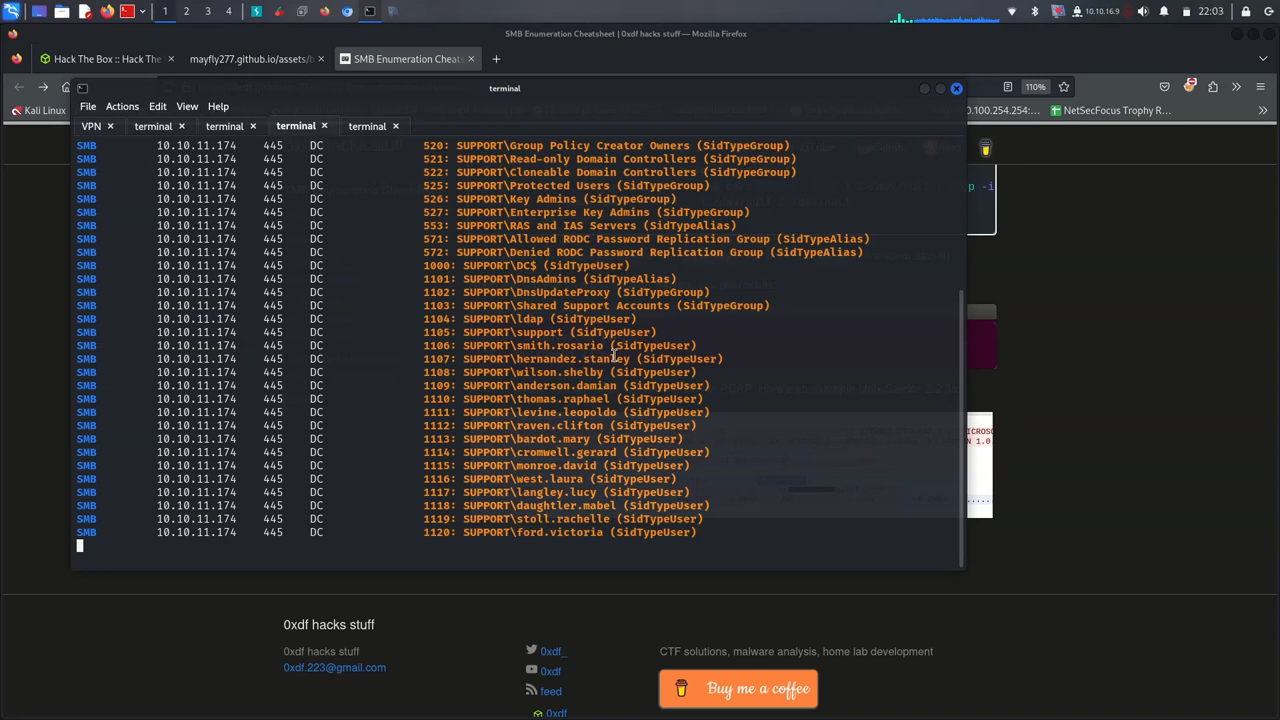 1 2 3 4 10.10.16.9 22:03
SMB Enumeration Cheatsheet | 0xdf hacks stuff — Mozilla Firefox
Hack The Box :: Hack The mayfly277.github.io/assets/b SMB Enumeration Cheats
terminal 110%
Kali Linux 0.100.254.254: NetSecFocus Trophy R...
File Actions Edit View Help
VPN terminal terminal terminal terminal
SMB 10.10.11.174 445 DC 520: SUPPORT\Group Policy Creator Owners (SidTypeGroup)
SMB 10.10.11.174 445 DC 521: SUPPORT\Read-only Domain Controllers (SidTypeGroup)
SMB 10.10.11.174 445 DC 522: SUPPORT\Cloneable Domain Controllers (SidTypeGroup)
SMB 10.10.11.174 445 DC 525: SUPPORT\Protected Users (SidTypeGroup)
SMB 10.10.11.174 445 DC 526: SUPPORT\Key Admins (SidTypeGroup)
SMB 10.10.11.174 445 DC 527: SUPPORT\Enterprise Key Admins (SidTypeGroup)
SMB 10.10.11.174 445 DC 553: SUPPORT\RAS and IAS Servers (SidTypeAlias)
SMB 10.10.11.174 445 DC 571: SUPPORT\Allowed RODC Password Replication Group (SidTypeAlias)
SMB 10.10.11.174 445 DC 572: SUPPORT\Denied RODC Password Replication Group (SidTypeAlias)
SMB 10.10.11.174 445 DC 1000: SUPPORT\DC$ (SidTypeUser)
SMB 10.10.11.174 445 DC 1101: SUPPORT\DnsAdmins (SidTypeAlias)
SMB 10.10.11.174 445 DC 1102: SUPPORT\DnsUpdateProxy (SidTypeGroup)
SMB 10.10.11.174 445 DC 1103: SUPPORT\Shared Support Accounts (SidTypeGroup)
SMB 10.10.11.174 445 DC 1104: SUPPORT\ldap (SidTypeUser)
SMB 10.10.11.174 445 DC 1105: SUPPORT\support (SidTypeUser)
SMB 10.10.11.174 445 DC 1106: SUPPORT\smith.rosario (SidTypeUser)
SMB 10.10.11.174 445 DC 1107: SUPPORT\hernandez.stanley (SidTypeUser)
SMB 10.10.11.174 445 DC 1108: SUPPORT\wilson.shelby (SidTypeUser)
SMB 10.10.11.174 445 DC 1109: SUPPORT\anderson.damian (SidTypeUser)
SMB 10.10.11.174 445 DC 1110: SUPPORT\thomas.raphael (SidTypeUser)
SMB 10.10.11.174 445 DC 1111: SUPPORT\levine.leopoldo (SidTypeUser)
SMB 10.10.11.174 445 DC 1112: SUPPORT\raven.clifton (SidTypeUser)
SMB 10.10.11.174 445 DC 1113: SUPPORT\bardot.mary (SidTypeUser)
SMB 10.10.11.174 445 DC 1114: SUPPORT\cromwell.gerard (SidTypeUser)
SMB 10.10.11.174 445 DC 1115: SUPPORT\monroe.david (SidTypeUser)
SMB 10.10.11.174 445 DC 1116: SUPPORT\west.laura (SidTypeUser)
SMB 10.10.11.174 445 DC 1117: SUPPORT\langley.lucy (SidTypeUser)
SMB 10.10.11.174 445 DC 1118: SUPPORT\daughtler.mabel (SidTypeUser)
SMB 10.10.11.174 445 DC 1119: SUPPORT\stoll.rachelle (SidTypeUser)
SMB 10.10.11.174 445 DC 1120: SUPPORT\ford.victoria (SidTypeUser)
p -i
MICROSO
N 1.0
0xdf hacks stuff
0xdf hacks stuff 0xdf_ CTF solutions, malware analysis, home lab development
0xdf.223@gmail.com 0xdf
feed Buy me a coffee
0xdf